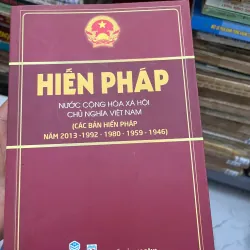 HIẾN PHÁP
NƯỚC CỘNG HÒA XÃ HỘI
CHỦ NGHĨA VIỆT NAM
(CÁC BẢN HIẾN PHÁP
NĂM 2013 -1992 - 1980 - 1959 - 1946)